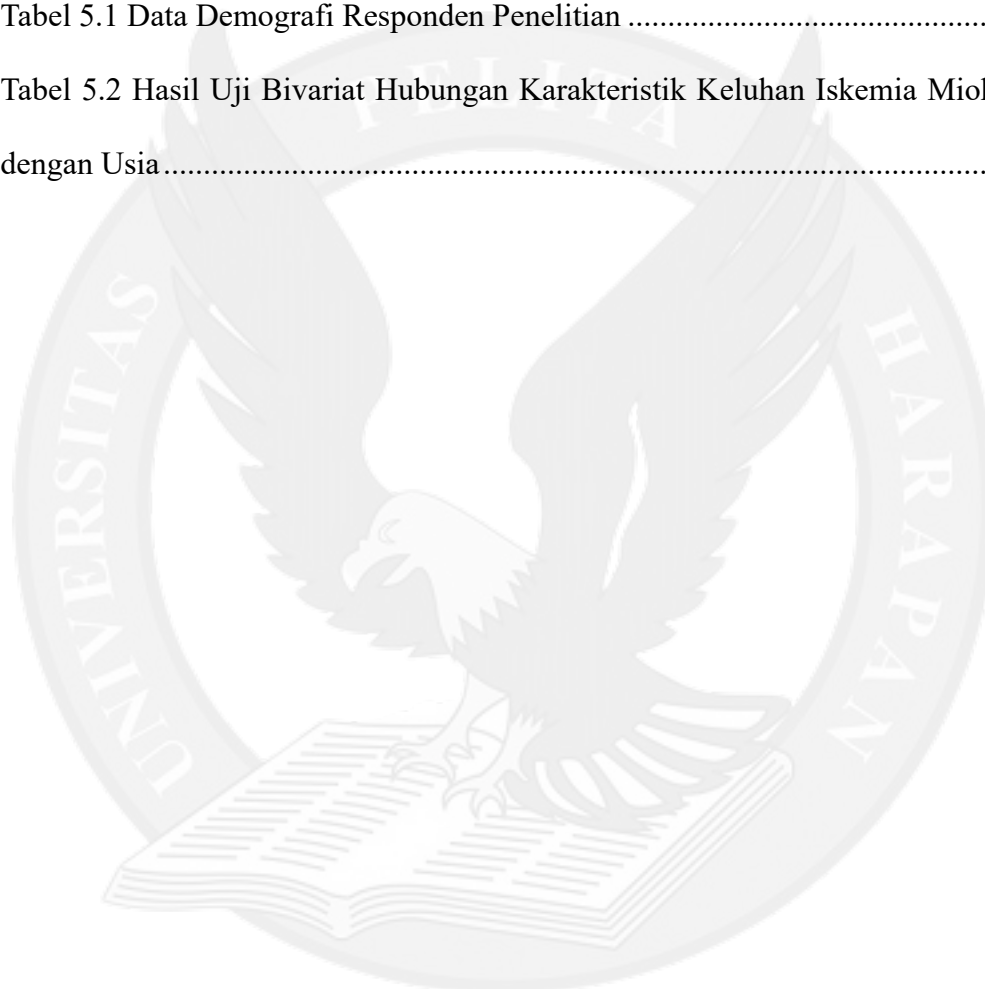 Tabel 5.1 Data Demografi Responden Penelitian ............................................
Tabel 5.2 Hasil Uji Bivariat Hubungan Karakteristik Keluhan Iskemia
dengan Usia .......................................................................................................
UNIVERSITAS PELITA HARAPAN